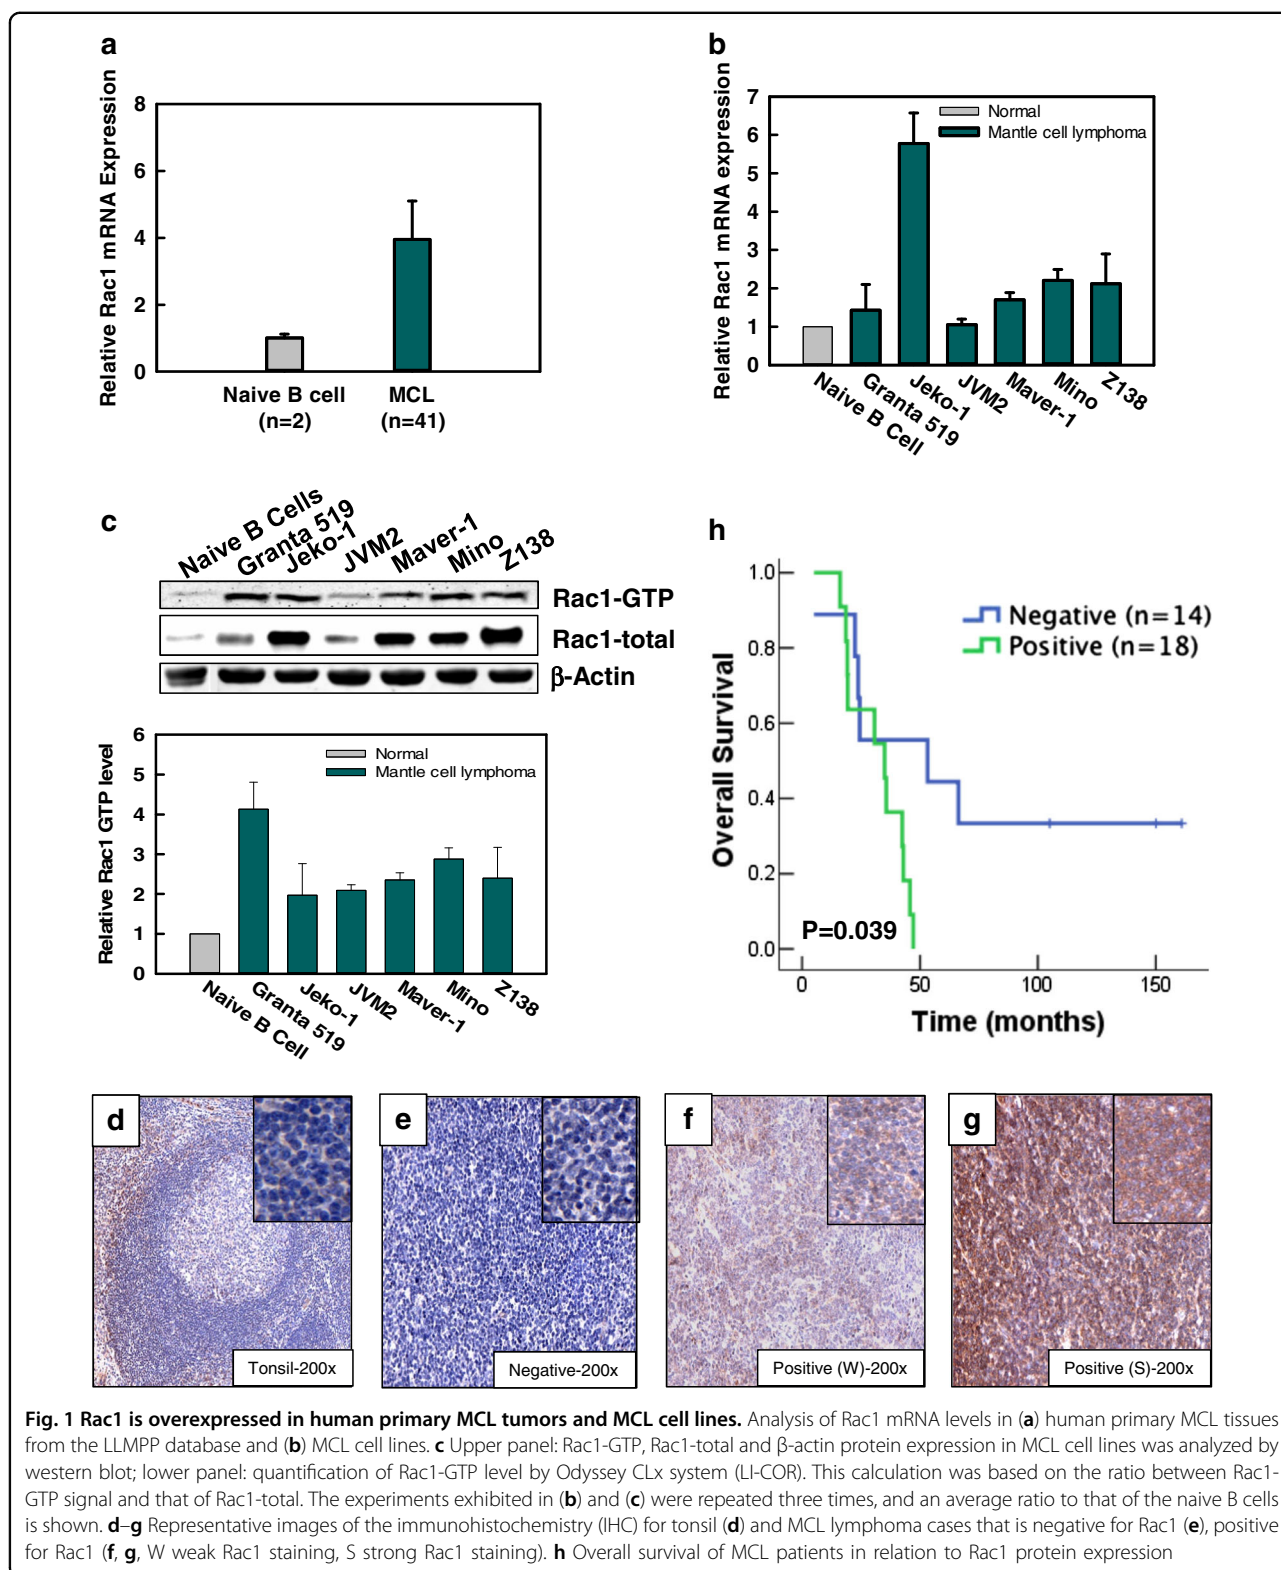 a
Relative Rac1 mRNA Expression
8
6
4
2
0
Naive B cell
(n=2)
MCL
(n=41)
b
Relative Rac1 mRNA expression
7
6
5
4
3
2
1
0
Normal
Mantle cell lymphoma
Naive B Cell
Granta 519
Jeko-1
JVM2
Maver-1
Mino
Z138
c
Naive B Cells
Granta 519
Jeko-1
JVM2
Maver-1
Mino
Z138
Rac1-GTP
Rac1-total
β-Actin
Relative Rac1 GTP level
6
5
4
3
2
1
0
Normal
Mantle cell lymphoma
Naive B Cell
Granta 519
Jeko-1
JVM2
Maver-1
Mino
Z138
h
Overall Survival
1.0
0.8
0.6
0.4
0.2
0.0
Negative (n=14)
Positive (n=18)
P=0.039
0
50
100
150
Time (months)
d
Tonsil-200x
e
Negative-200x
f
Positive (W)-200x
g
Positive (S)-200x
Fig. 1 Rac1 is overexpressed in human primary MCL tumors and MCL cell lines. Analysis of Rac1 mRNA levels in (a) human primary MCL tissues
from the LLMPP database and (b) MCL cell lines. c Upper panel: Rac1-GTP, Rac1-total and β-actin protein expression in MCL cell lines was analyzed by
western blot; lower panel: quantification of Rac1-GTP level by Odyssey CLx system (LI-COR). This calculation was based on the ratio between Rac1-
GTP signal and that of Rac1-total. The experiments exhibited in (b) and (c) were repeated three times, and an average ratio to that of the naive B cells
is shown. d–g Representative images of the immunohistochemistry (IHC) for tonsil (d) and MCL lymphoma cases that is negative for Rac1 (e), positive
for Rac1 (f, g, W weak Rac1 staining, S strong Rac1 staining). h Overall survival of MCL patients in relation to Rac1 protein expression